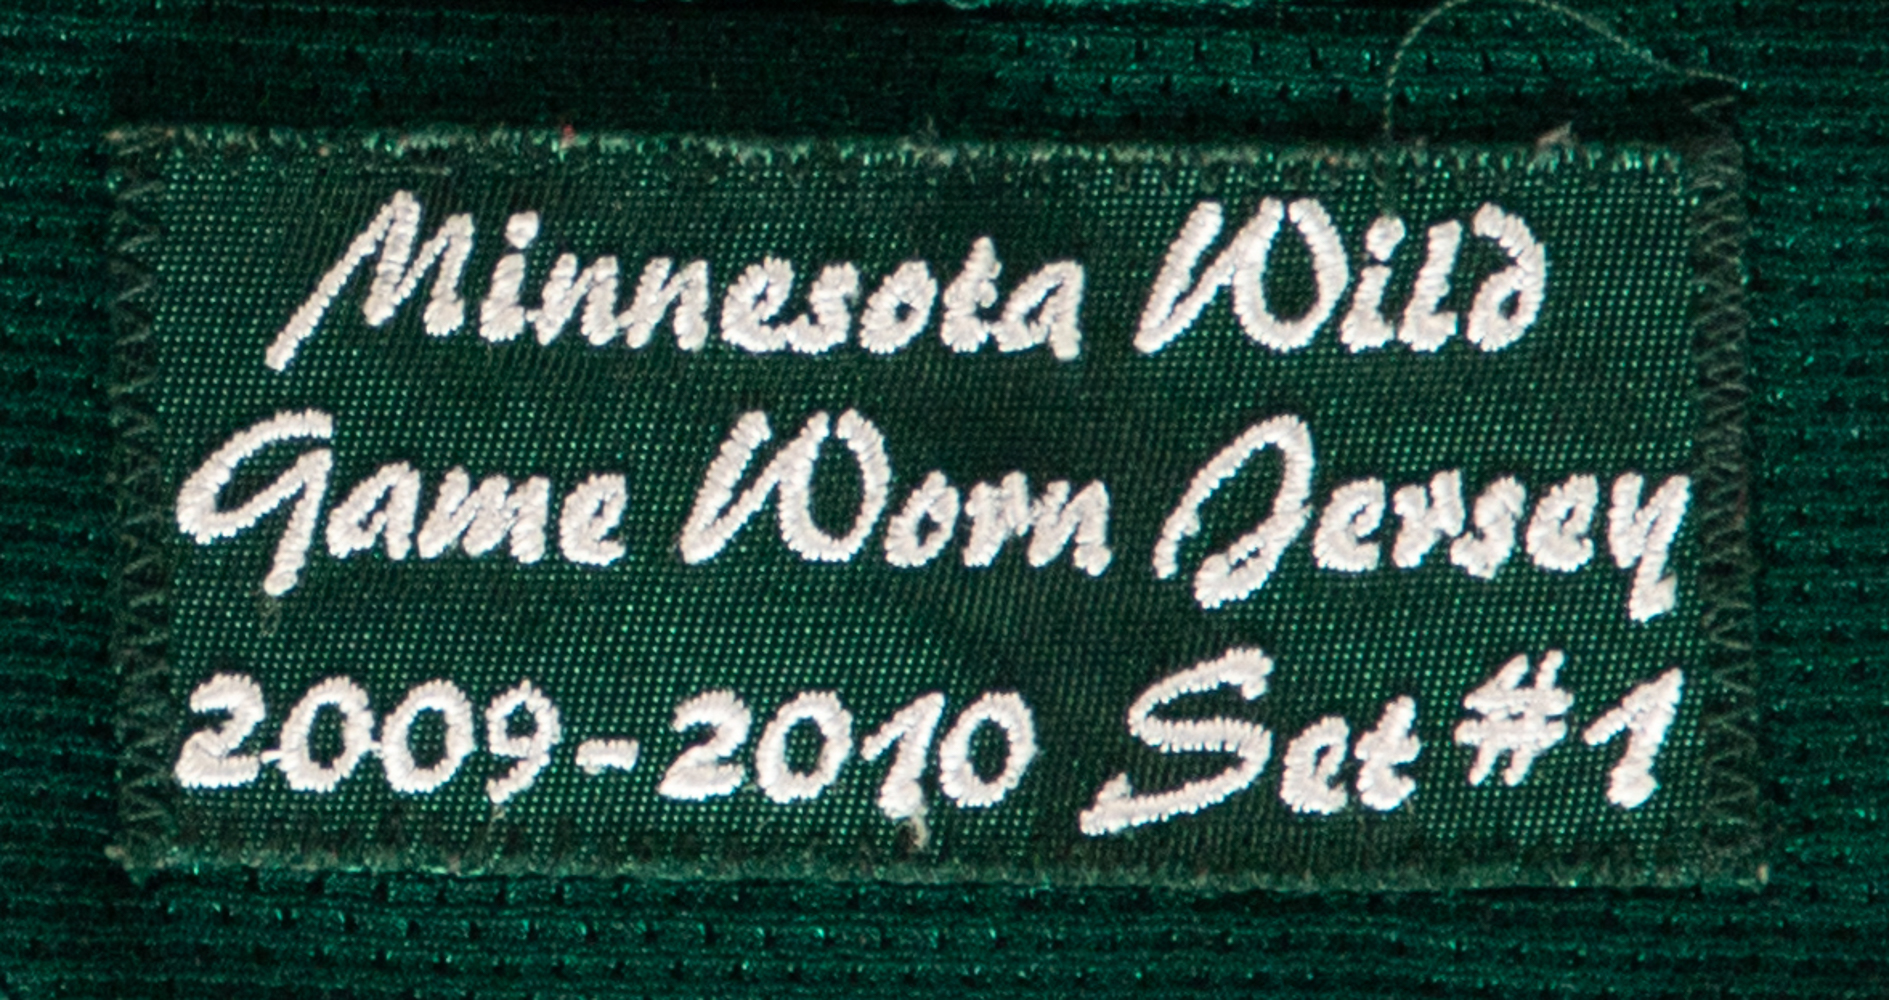 Minnesota Wild
Game Worn Jersey
2009-2010 Set #1